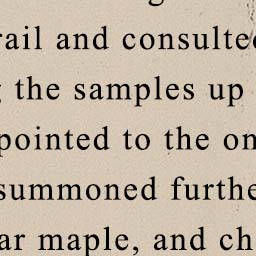 rail and consulted
the samples up
pointed to the on
summoned furthe
ar maple, and ch